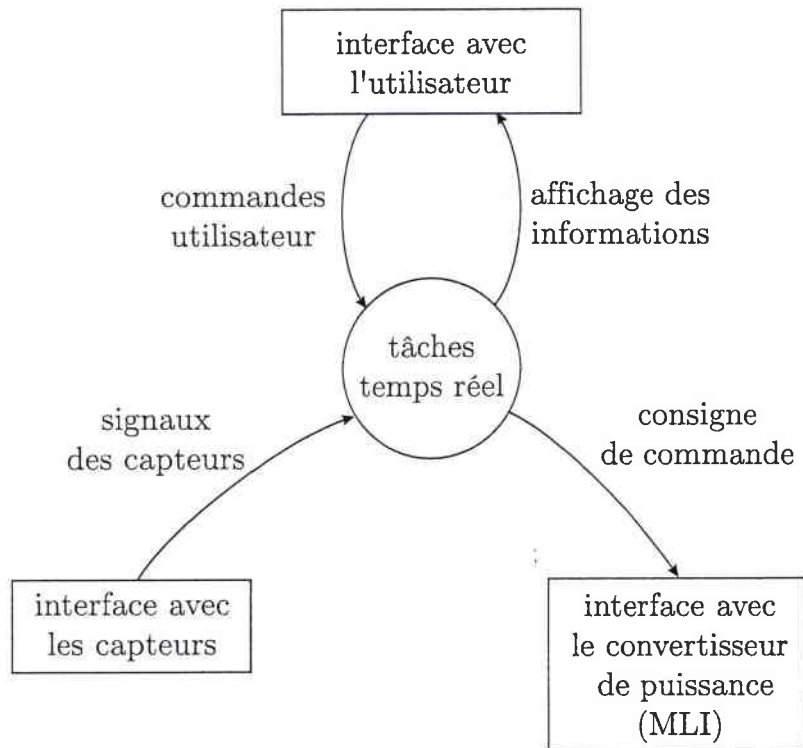 interface avec
l'utilisateur
commandes
utilisateur
affichage des
informations
tâches
temps réel
signaux
des capteurs
consigne
de commande
interface avec
les capteurs
interface avec
le convertisseur
de puissance
(MLI)